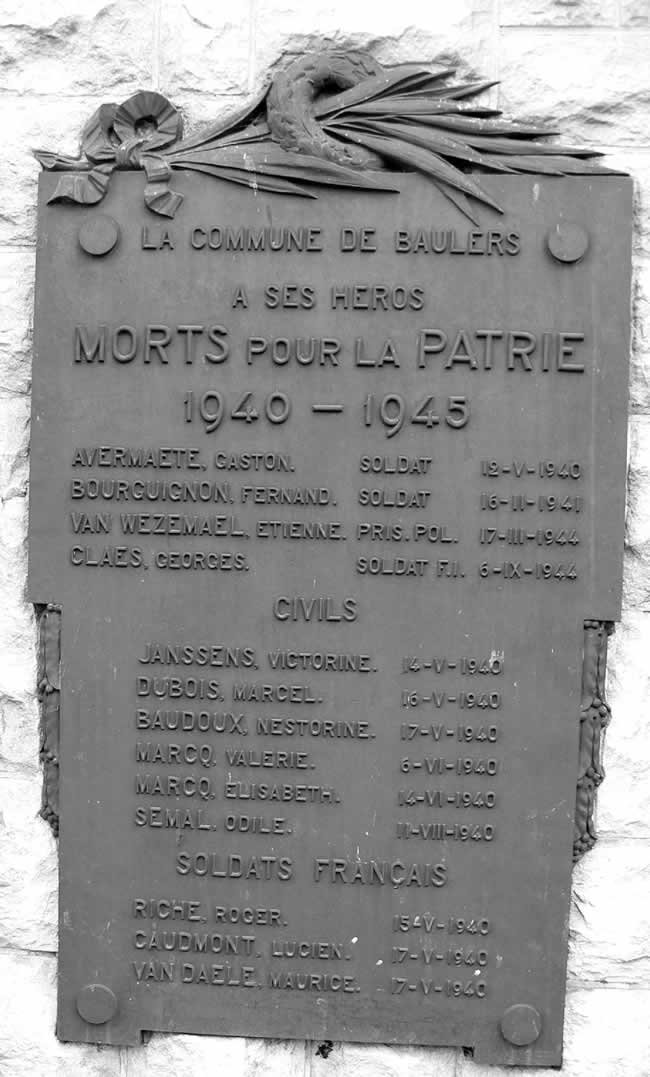 LA COMMUNE DE BAULERS
A SES HEROS
MORTS POUR LA PATRIE
1940 – 1945
AVERMAETE, GASTON. SOLDAT 12-V-1940
BOURGUIGNON, FERNAND. SOLDAT 16-II-1941
VAN WEZEMAEL, ETIENNE. PRIS. POL. 17-III-1944
CLAES, GEORGES. SOLDAT F.I. 6-IX-1944
CIVILS
JANSSENS, VICTORINE. 14-V-1940
DUBOIS, MARCEL. 16-V-1940
BAUDOUX, NESTORINE. 17-V-1940
MARCQ, VALERIE. 6-VI-1940
MARCQ, ELISABETH. 14-VI-1940
SEMAL, ODILE. 11-VIII-1940
SOLDATS FRANÇAIS
RICHE, ROGER. 15-V-1940
CAUDMONT, LUCIEN. 17-V-1940
VAN DAELE, MAURICE. 17-V-1940